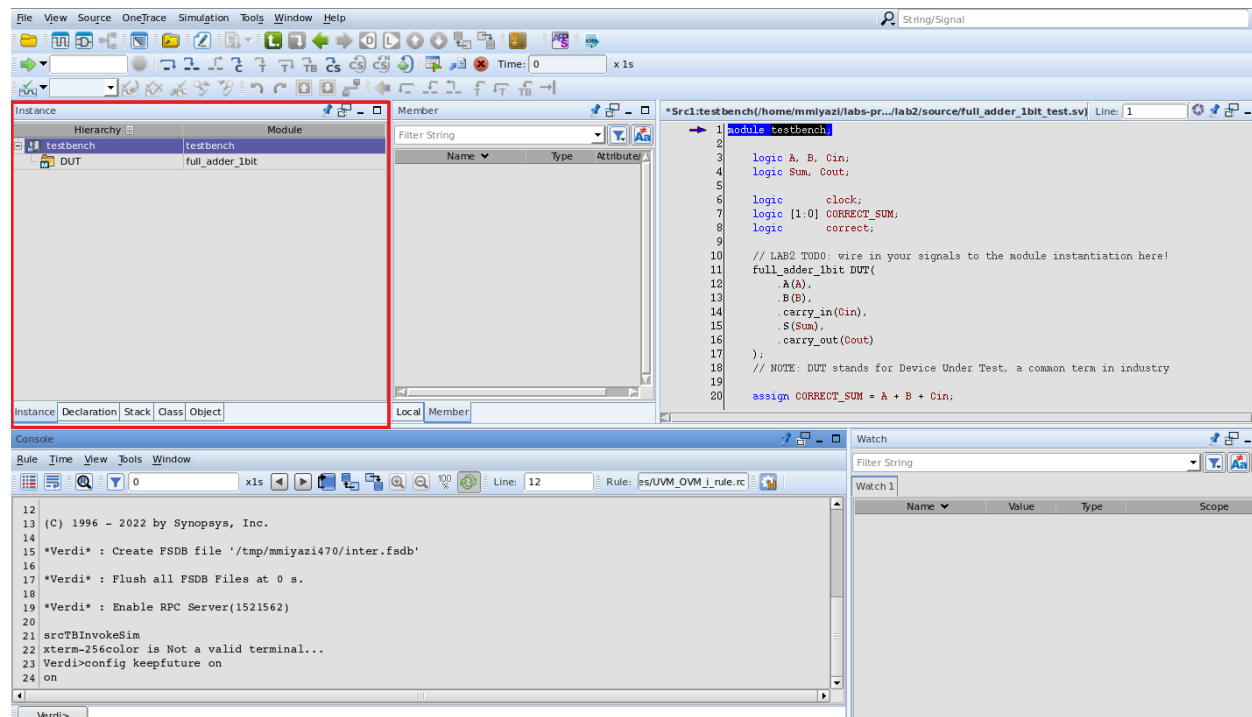 File View Source OneTrace Simulation Tools Window Help
String/Signal
Time: 0 x 1s
Instance
Hierarchy Module
testbench testbench
DUT full_adder_1bit
Instance Declaration Stack Class Object
Member
Filter String
Name Type Attribute/
Local Member
*Src1:testbench(/home/mmiyazi/labs-pr.../lab2/source/full_adder_1bit_test.sv) Line: 1
1 module testbench;
2
3 logic A, B, Cin;
4 logic Sum, Cout;
5
6 logic clock;
7 logic [1:0] CORRECT_SUM;
8 logic correct;
9
10 // LAB2 TODO: wire in your signals to the module instantiation here!
11 full_adder_1bit DUT(
12 .A(A),
13 .B(B),
14 .carry_in(Cin),
15 .S(Sum),
16 .carry_out(Cout)
17 );
18 // NOTE: DUT stands for Device Under Test, a common term in industry
19
20 assign CORRECT_SUM = A + B + Cin;
Console
Rule Time View Tools Window
0 x1s 100 % Line: 12 Rule: es/UVM_OVM_i_rule.rc
12
13 (C) 1996 - 2022 by Synopsys, Inc.
14
15 *Verdi* : Create FSDB file '/tmp/mmiyazi470/inter.fsdb'
16
17 *Verdi* : Flush all FSDB Files at 0 s.
18
19 *Verdi* : Enable RPC Server(1521562)
20
21 srcTBInvokeSim
22 xterm-256color is Not a valid terminal...
23 Verdi>config keepfuture on
24 on
Verdi>
Watch
Filter String
Watch 1
Name Value Type Scope